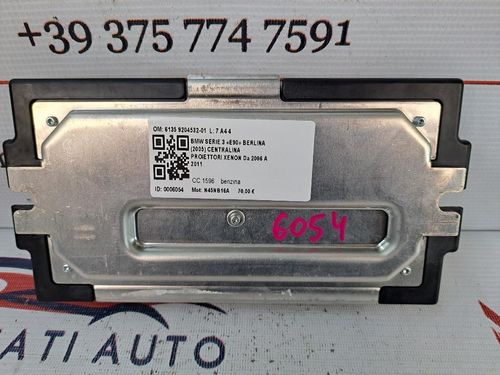 +39 375 774 7591
OM: 6135 9204532-01 L: 7 A4 4
BMW SERIE 3 «E90» BERLINA
(2005) CENTRALINA
PROIETTORI XENON Da 2006 A
2011
CC 1596 benzina
ID: 0006054 Mot: N45NB16A 70,00 €
6054
CATI AUTO